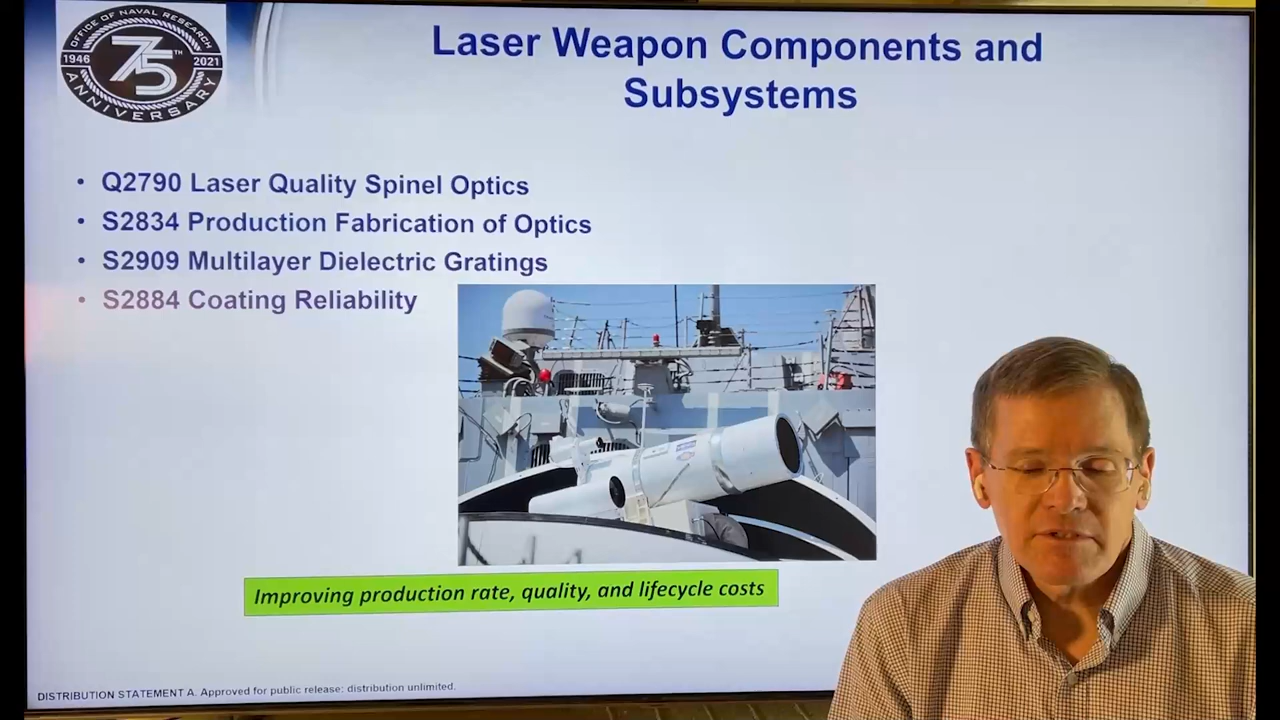 OFFICE OF NAVAL RESEARCH
75TH
1946 2021
ANNIVERSARY
Laser Weapon Components and
Subsystems
• Q2790 Laser Quality Spinel Optics
• S2834 Production Fabrication of Optics
• S2909 Multilayer Dielectric Gratings
• S2884 Coating Reliability
Improving production rate, quality, and lifecycle costs
DISTRIBUTION STATEMENT A. Approved for public release: distribution unlimited.